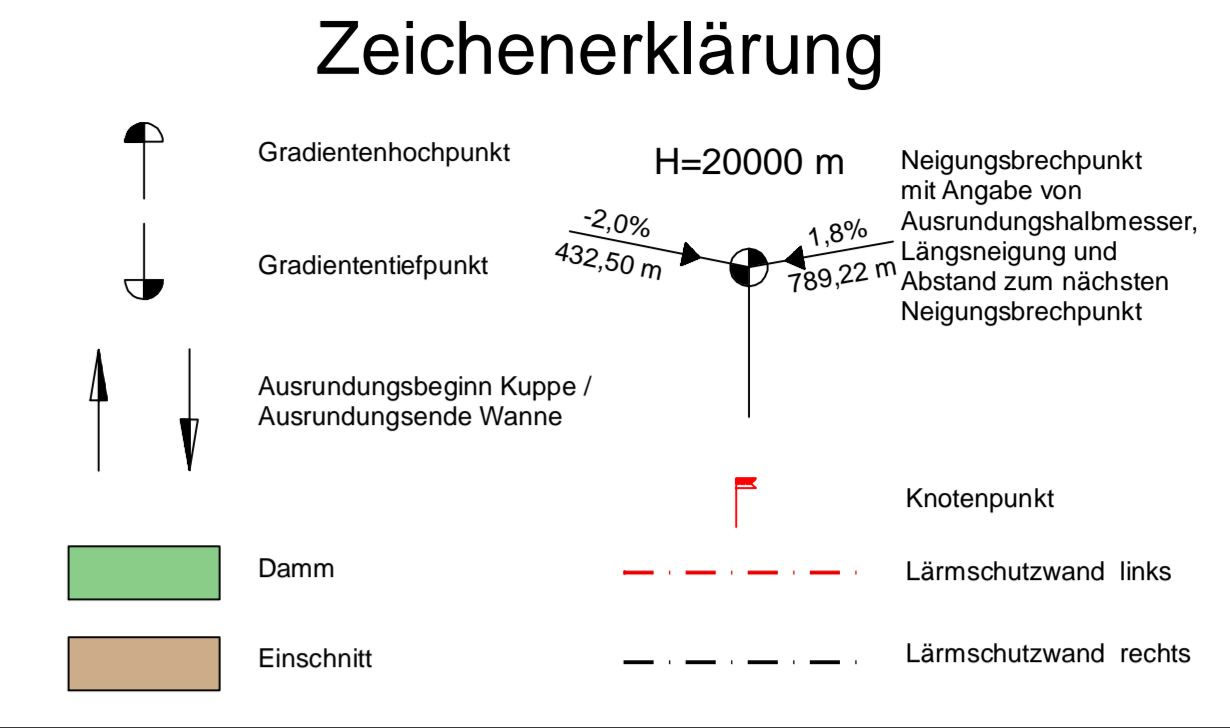 Zeichenerklärung
Gradientenhochpunkt
Gradiententiefpunkt
Ausrundungsbeginn Kuppe /
Ausrundungsende Wanne
Damm
Einschnitt
H=20000 m
-2,0%
432,50 m
1,8%
789,22 m
Neigungsbrechpunkt
mit Angabe von
Ausrundungshalbmesser,
Längsneigung und
Abstand zum nächsten
Neigungsbrechpunkt
Knotenpunkt
Lärmschutzwand links
Lärmschutzwand rechts